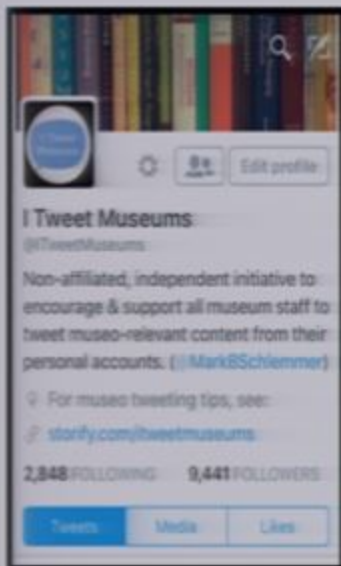 I Tweet Museums
Edit profile
I Tweet Museums
@ITweetMuseums
Non-affiliated, independent initiative to
encourage & support all museum staff to
tweet museo-relevant content from their
personal accounts. (@MarkBSchlemmer)
For museo tweeting tips, see:
storify.com/itweetmuseums
2,848 FOLLOWING 9,441 FOLLOWERS
Tweets Media Likes